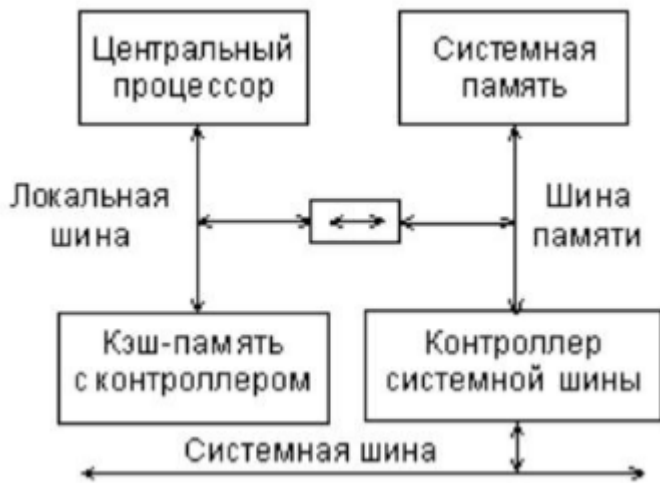 Центральный
процессор
Системная
память
Локальная
шина
Шина
памяти
Кэш-память
с контроллером
Контроллер
системной шины
Системная шина